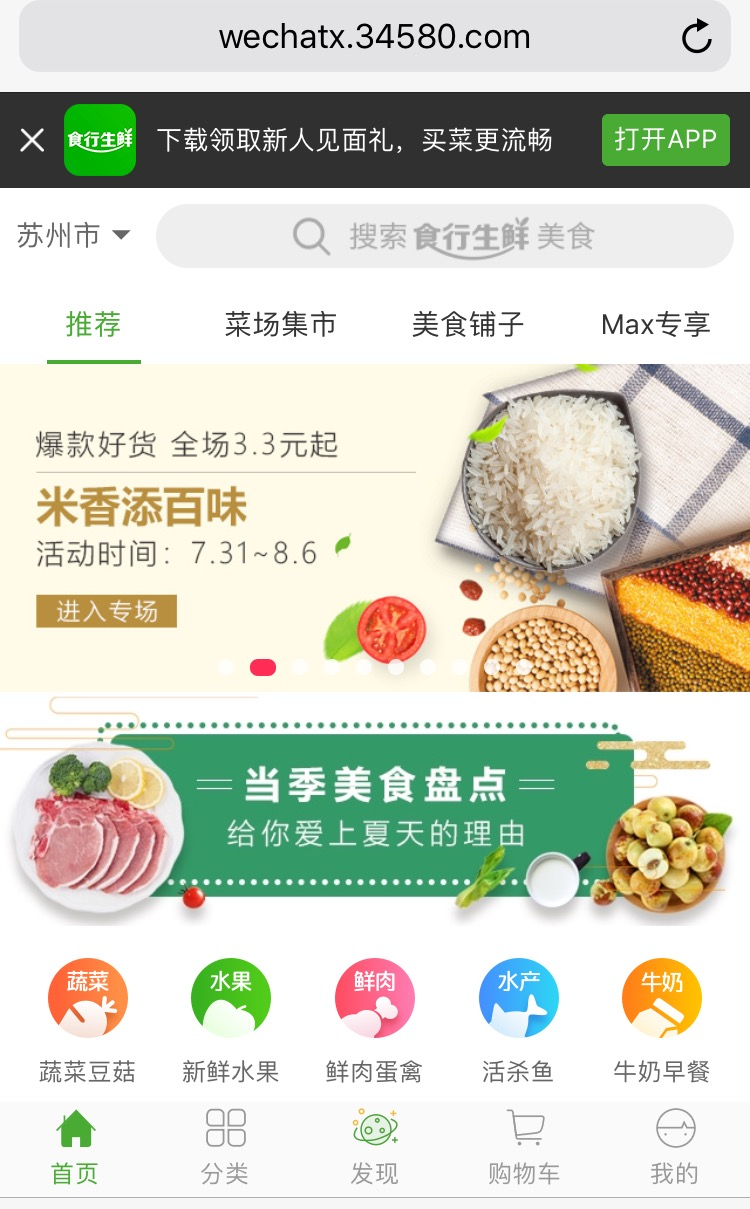 wechatx.34580.com
食行生鲜
下载领取新人见面礼，买菜更流畅
打开APP
苏州市
搜索食行生鲜美食
推荐
菜场集市
美食铺子
Max专享
爆款好货 全场3.3元起
米香添百味
活动时间：7.31~8.6
进入专场
当季美食盘点
给你爱上夏天的理由
蔬菜
水果
鲜肉
水产
牛奶
蔬菜豆菇
新鲜水果
鲜肉蛋禽
活杀鱼
牛奶早餐
首页
分类
发现
购物车
我的